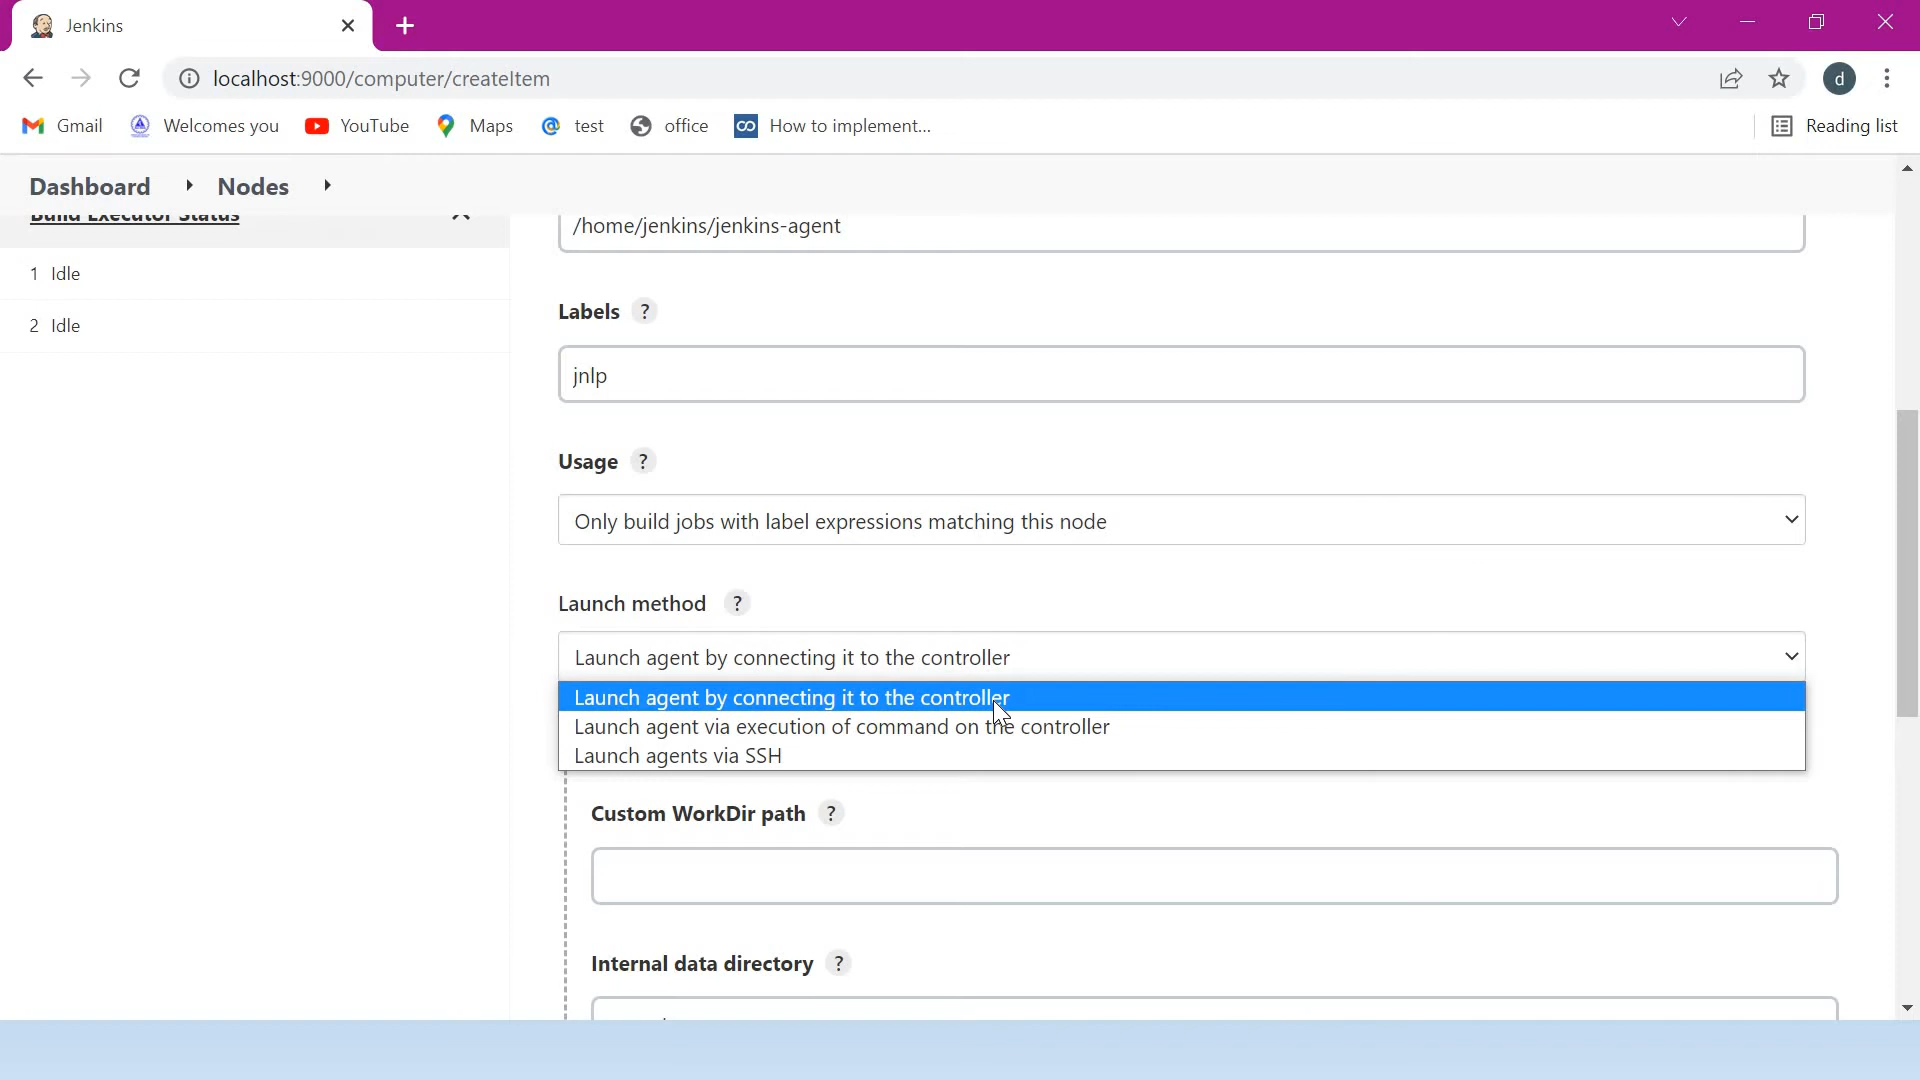 Jenkins
localhost:9000/computer/createItem
d
Gmail
Welcomes you
YouTube
Maps
test
office
How to implement...
Reading list
Dashboard
Nodes
Build Executor Status
/home/jenkins/jenkins-agent
1 Idle
2 Idle
Labels ?
jnlp
Usage ?
Only build jobs with label expressions matching this node
Launch method ?
Launch agent by connecting it to the controller
Launch agent by connecting it to the controller
Launch agent via execution of command on the controller
Launch agents via SSH
Custom WorkDir path ?
Internal data directory ?